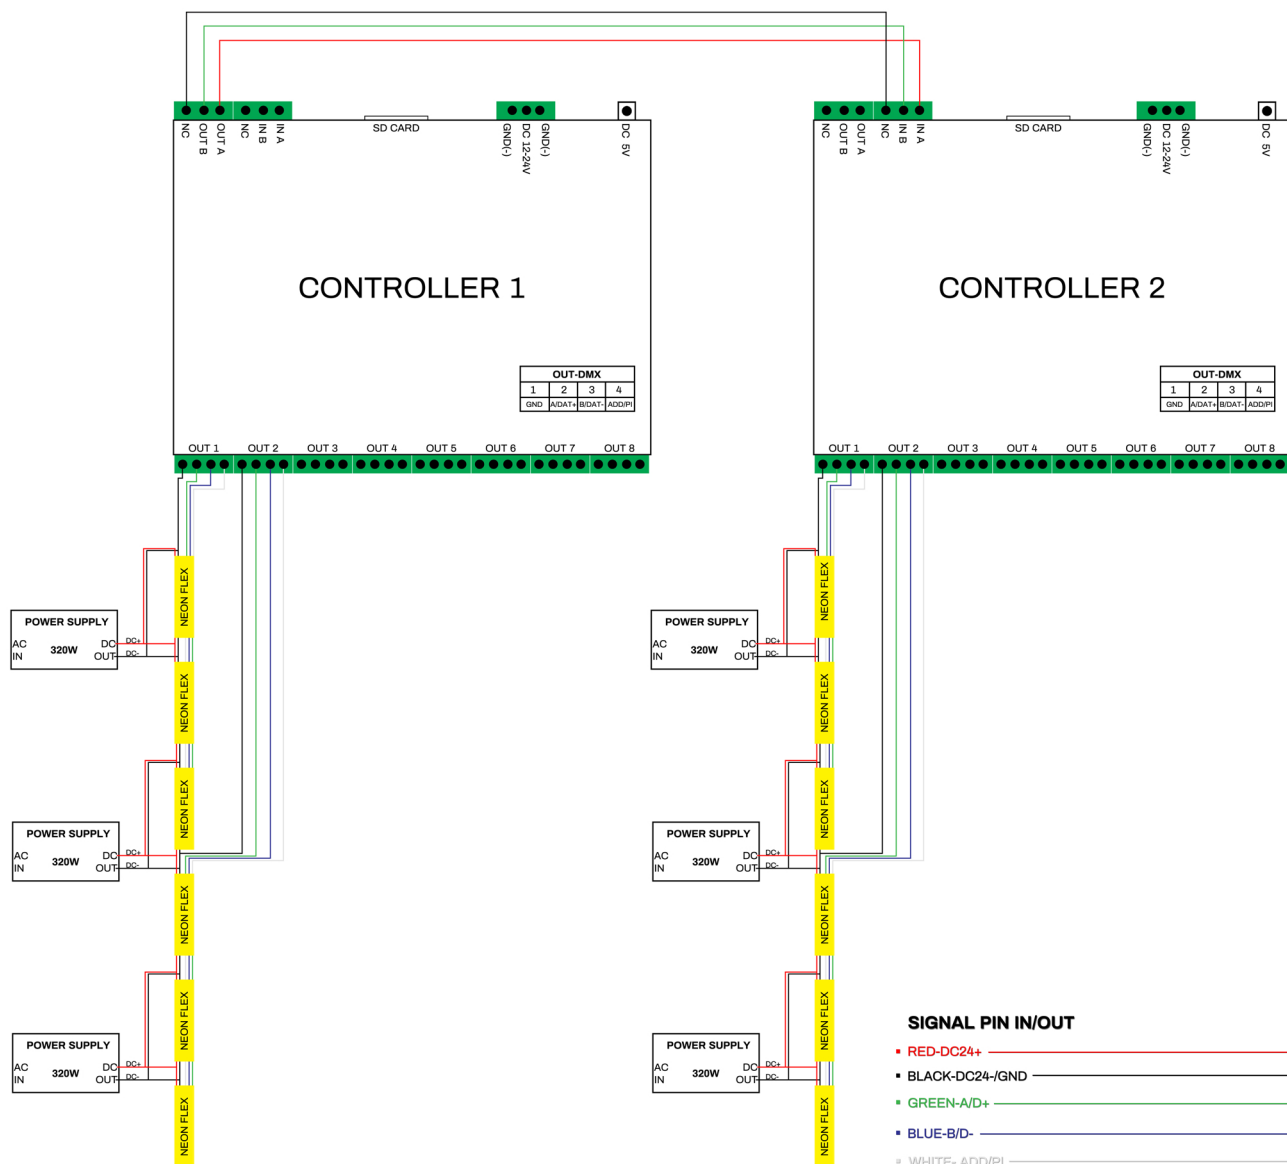 NC OUT B OUT A NC IN B IN A
SD CARD
GND(-) DC 12-24V GND(-)
DC 5V
CONTROLLER 1
OUT-DMX
1 2 3 4
GND A/DAT+ B/DAT- ADD/PI
OUT 1 OUT 2 OUT 3 OUT 4 OUT 5 OUT 6 OUT 7 OUT 8
NC OUT B OUT A NC IN B IN A
SD CARD
GND(-) DC 12-24V GND(-)
DC 5V
CONTROLLER 2
OUT-DMX
1 2 3 4
GND A/DAT+ B/DAT- ADD/PI
OUT 1 OUT 2 OUT 3 OUT 4 OUT 5 OUT 6 OUT 7 OUT 8
NEON FLEX
POWER SUPPLY
AC DC DC+
320W
IN OUT DC-
NEON FLEX
NEON FLEX
POWER SUPPLY
AC DC DC+
320W
IN OUT DC-
NEON FLEX
NEON FLEX
POWER SUPPLY
AC DC DC+
320W
IN OUT DC-
NEON FLEX
NEON FLEX
POWER SUPPLY
AC DC DC+
320W
IN OUT DC-
NEON FLEX
NEON FLEX
POWER SUPPLY
AC DC DC+
320W
IN OUT DC-
NEON FLEX
NEON FLEX
POWER SUPPLY
AC DC DC+
320W
IN OUT DC-
NEON FLEX
SIGNAL PIN IN/OUT
RED-DC24+
BLACK-DC24-/GND
GREEN-A/D+
BLUE-B/D-
WHITE- ADD/PI